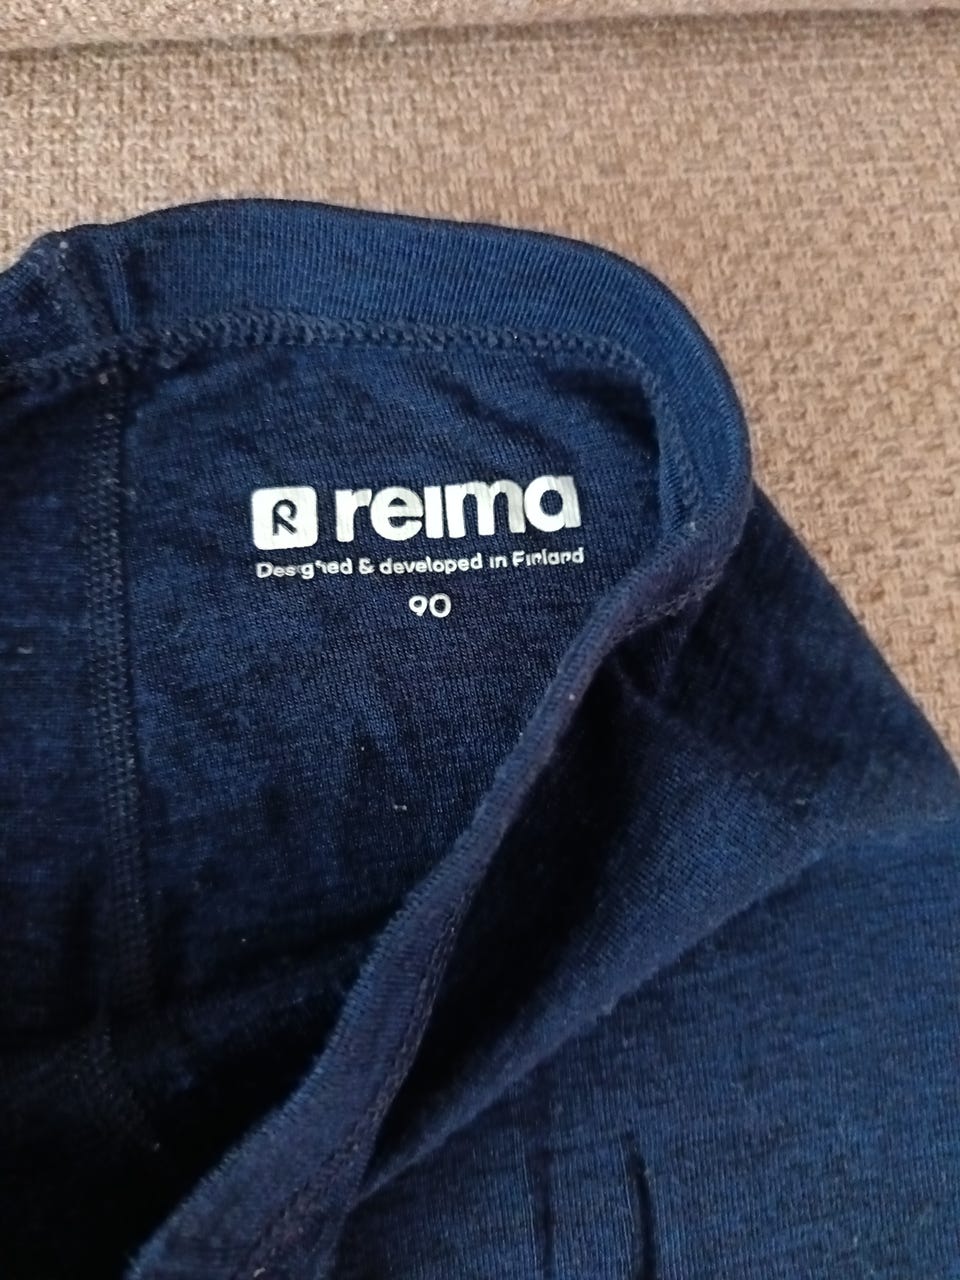 R reima
Designed & developed in Finland
90